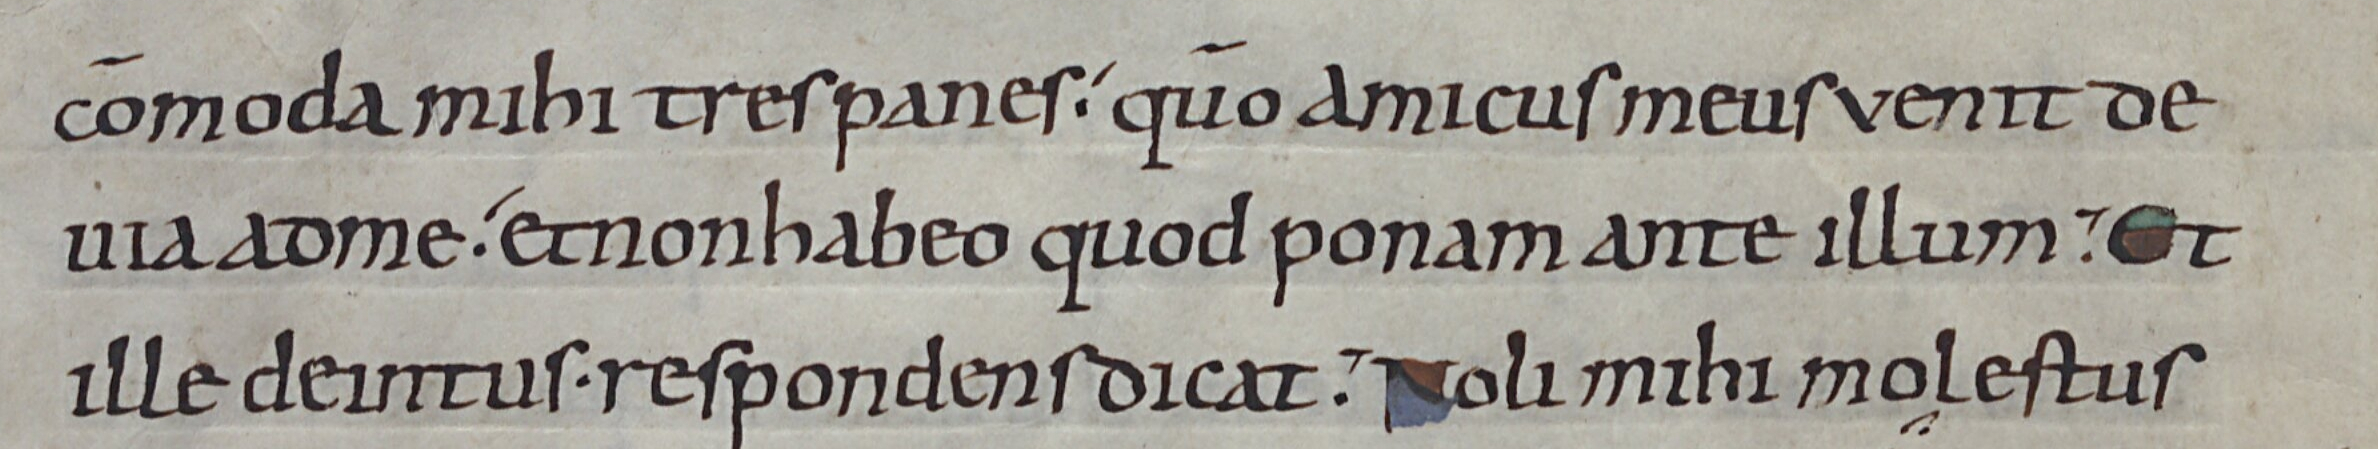 cōmoda mihi tres panes· quō amicus meus venit de
uia ad me· et non habeo quod ponam ante illum· Et
ille deintus· respondens dicat· Noli mihi molestus